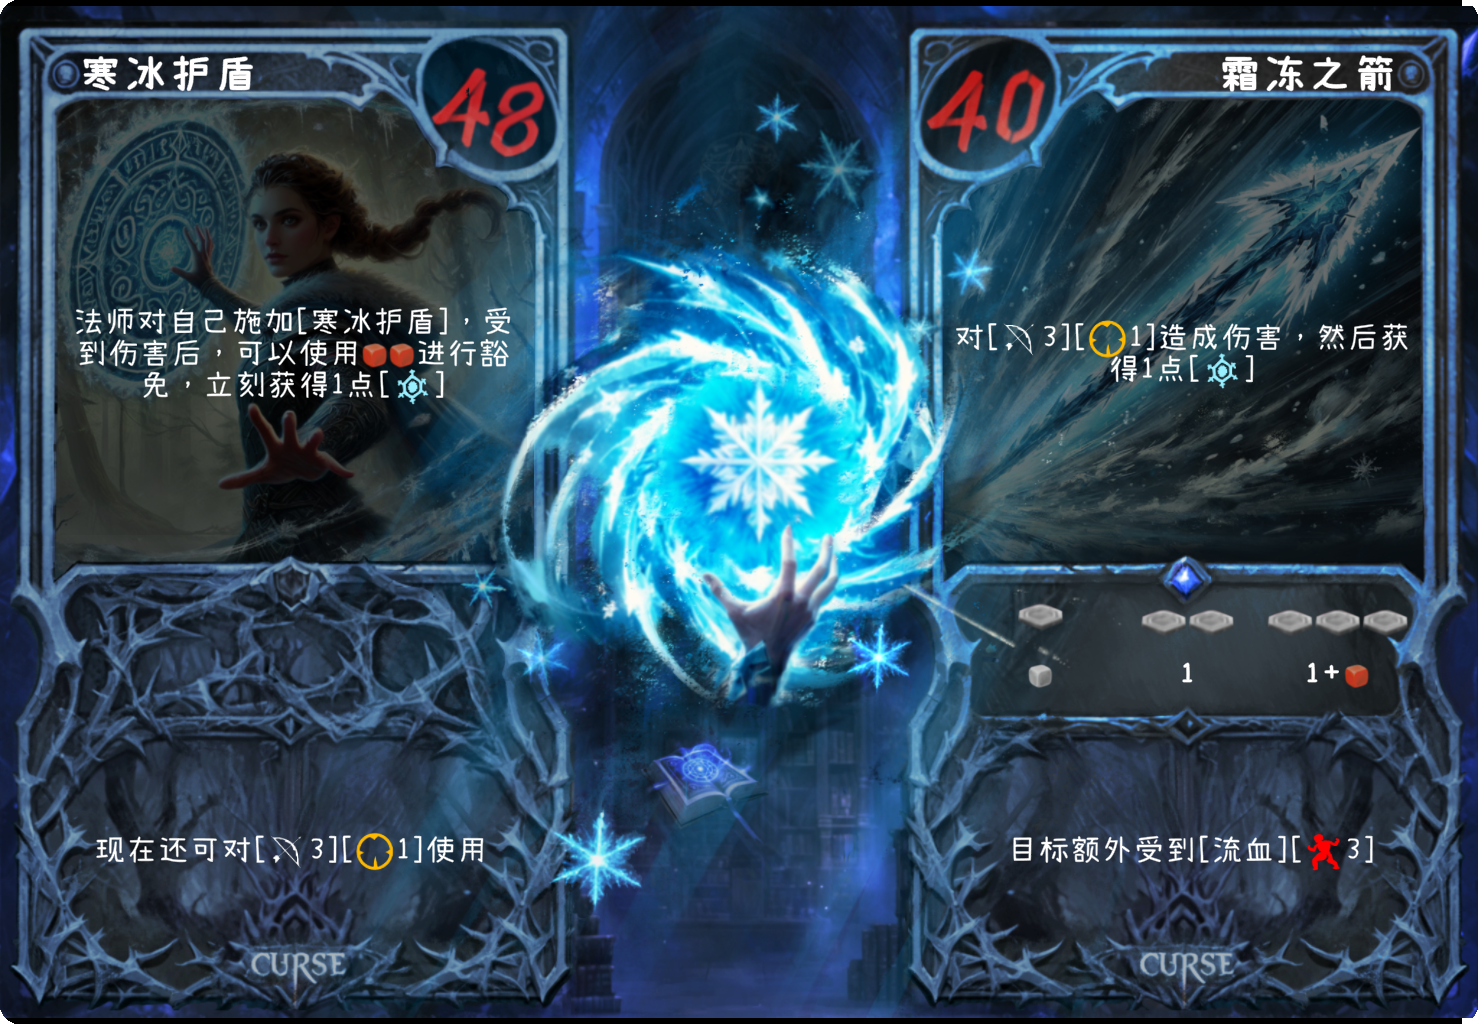 寒冰护盾
48
法师对自己施加[寒冰护盾]，受
到伤害后，可以使用进行豁
免，立刻获得1点[ ]
现在还可对[ 3][ 1]使用
CURSE
40
霜冻之箭
对[ 3][ 1]造成伤害，然后获
得1点[ ]
1 1+
目标额外受到[流血][ 3]
CURSE